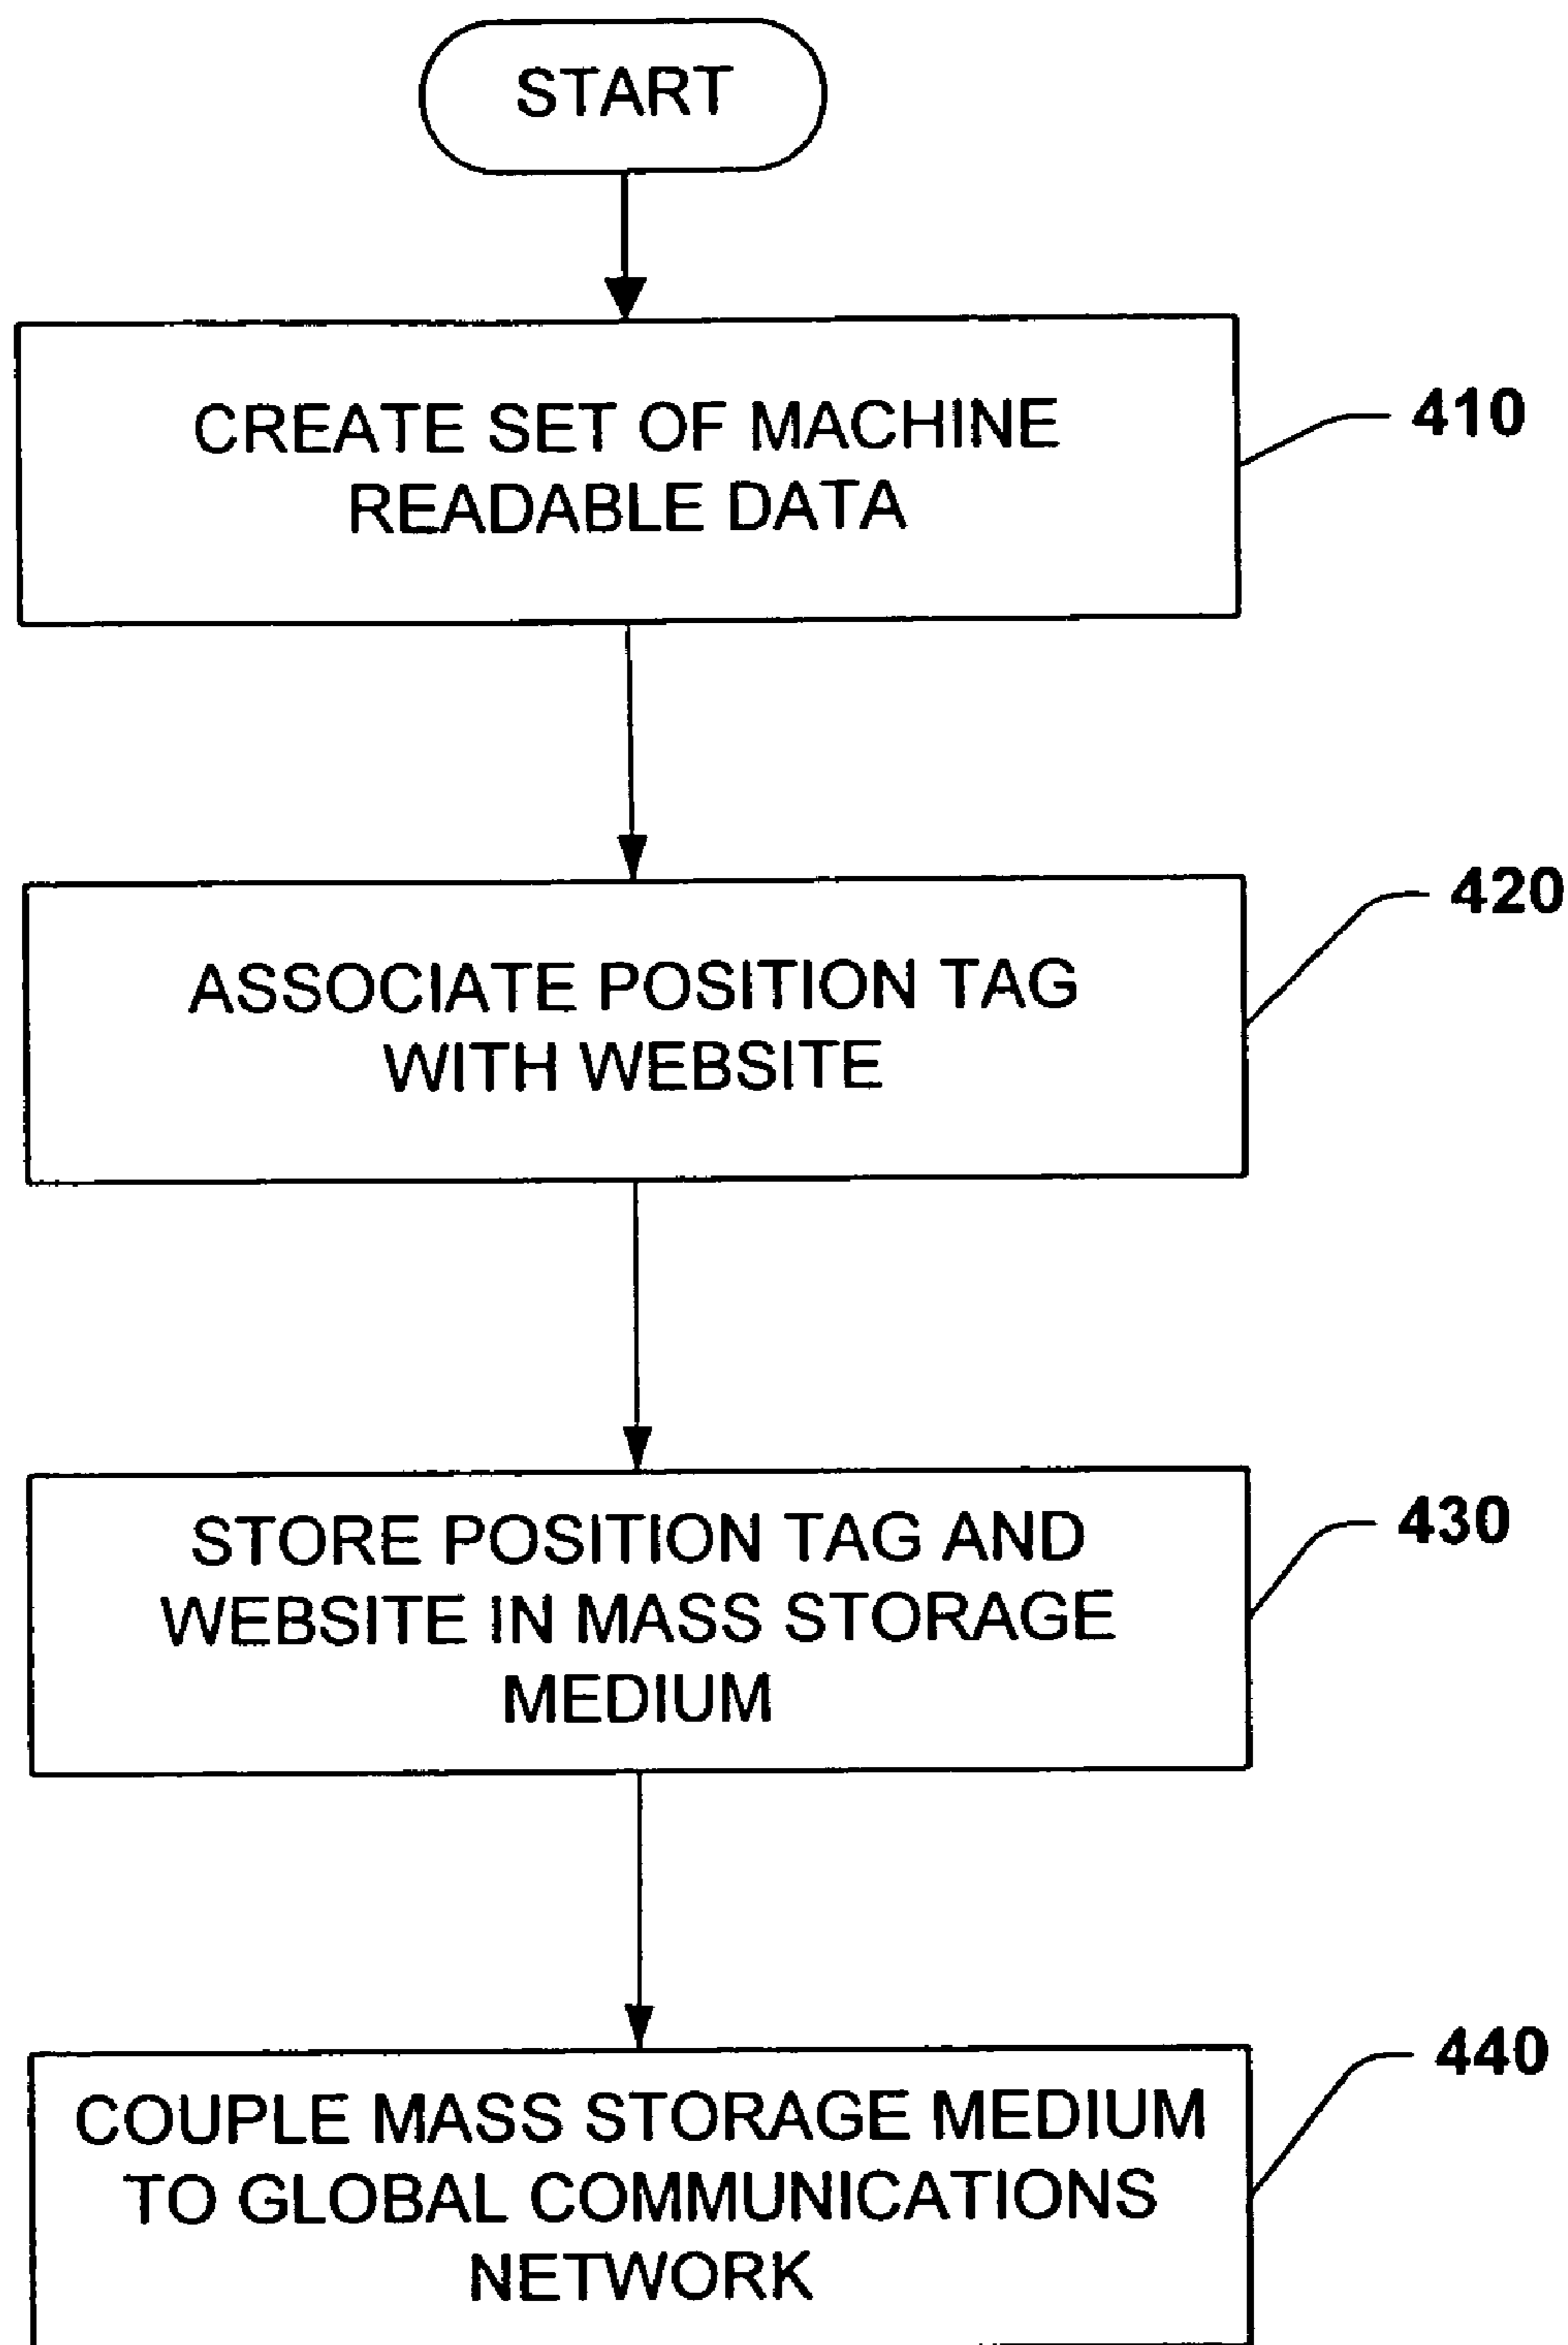 START
CREATE SET OF MACHINE
READABLE DATA
410
ASSOCIATE POSITION TAG
WITH WEBSITE
420
STORE POSITION TAG AND
WEBSITE IN MASS STORAGE
MEDIUM
430
COUPLE MASS STORAGE MEDIUM
TO GLOBAL COMMUNICATIONS
NETWORK
440